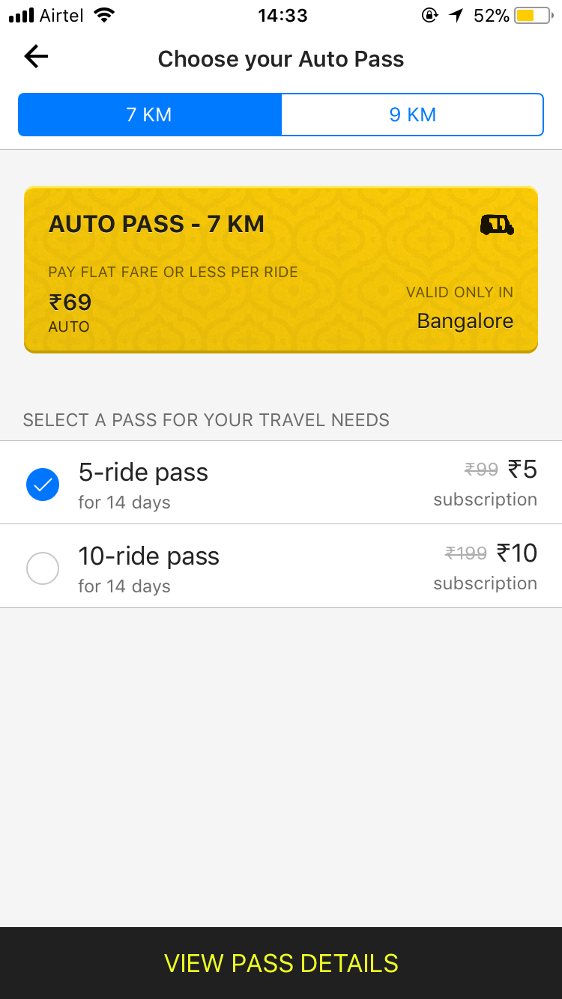 Airtel 14:33 52%
Choose your Auto Pass
7 KM 9 KM
AUTO PASS - 7 KM
PAY FLAT FARE OR LESS PER RIDE
₹69
AUTO
VALID ONLY IN
Bangalore
SELECT A PASS FOR YOUR TRAVEL NEEDS
5-ride pass ₹99 ₹5
for 14 days subscription
10-ride pass ₹199 ₹10
for 14 days subscription
VIEW PASS DETAILS